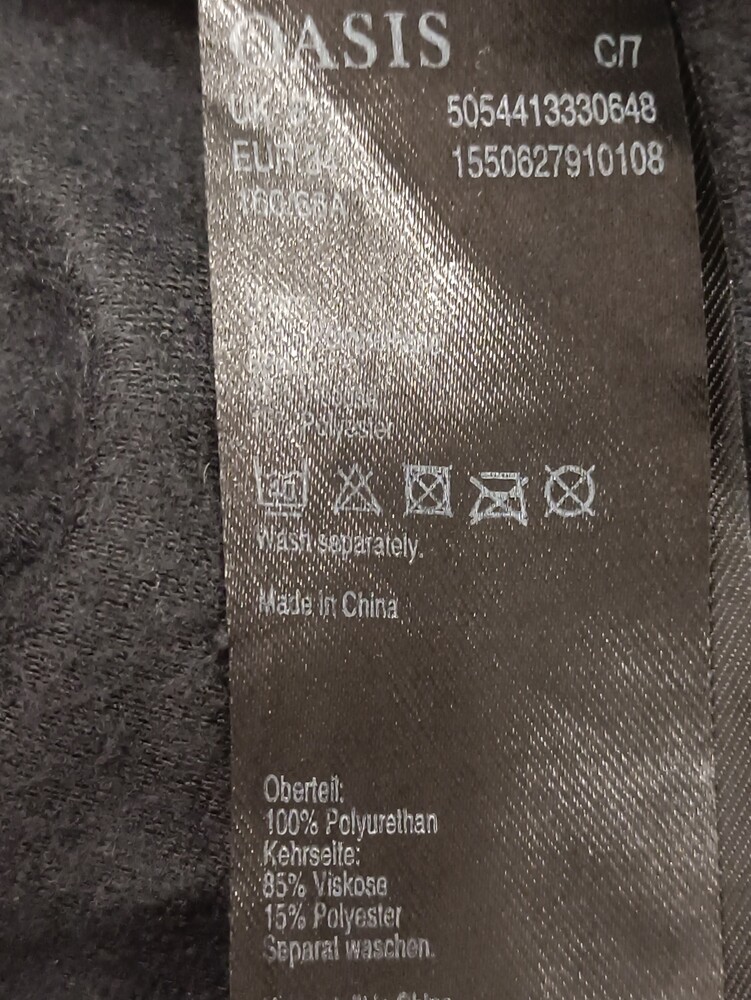 OASIS
C/7
UK 5054413330648
EUR 34 1550627910108
Polyester
Wash separately.
Made in China
Oberteil:
100% Polyurethan
Kehrseite:
85% Viskose
15% Polyester
Separat waschen.